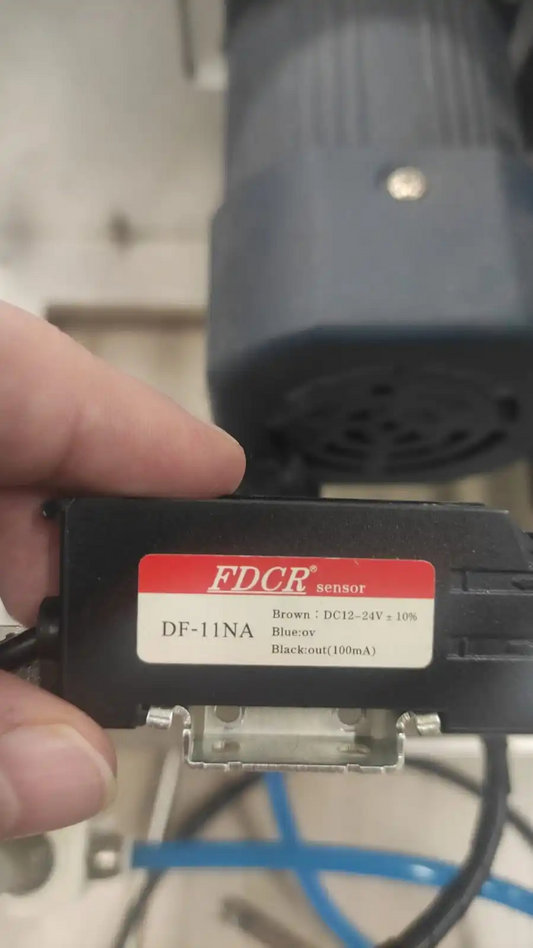 FDCR® sensor
DF-11NA
Brown : DC12-24V ± 10%
Blue:ov
Black:out(100mA)